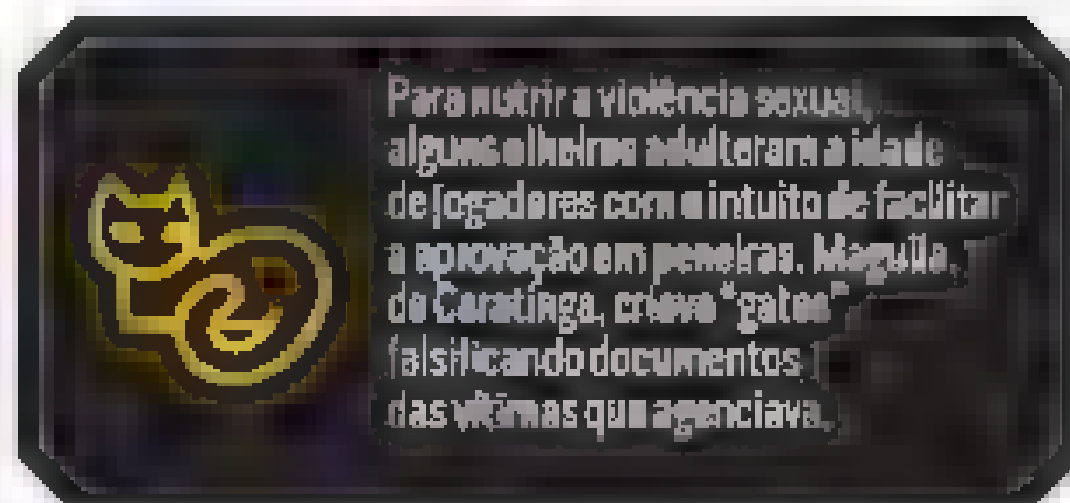 Para nutrir a violência sexual,
alguns olheiros adulteram a idade
de jogadores com o intuito de facilitar
a aprovação em peneiras. Maguila,
de Caratinga, criava "gatos"
falsificando documentos
das vítimas que agenciava.